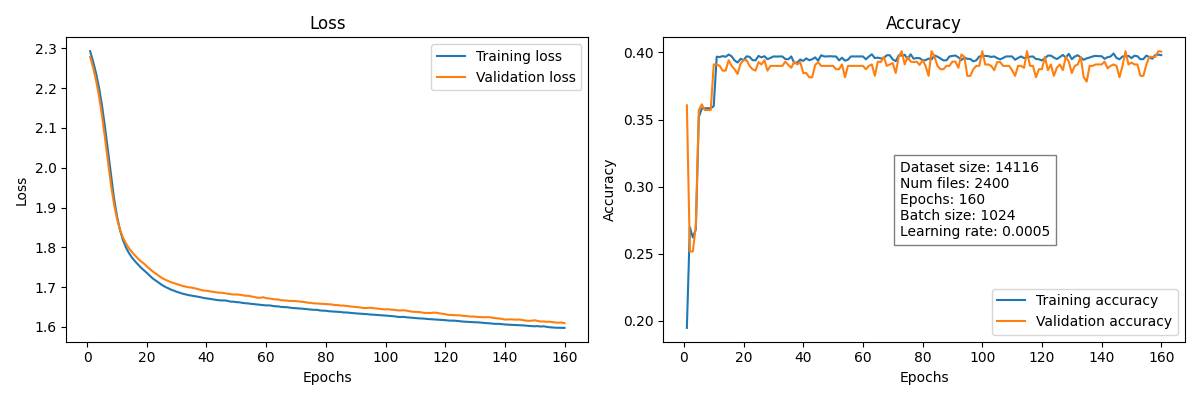 Loss
2.3
2.2
2.1
2.0
1.9
1.8
1.7
1.6
Loss
0
20
40
60
80
100
120
140
160
Epochs
Training loss
Validation loss
Accuracy
0.40
0.35
0.30
0.25
0.20
Accuracy
0
20
40
60
80
100
120
140
160
Epochs
Dataset size: 14116
Num files: 2400
Epochs: 160
Batch size: 1024
Learning rate: 0.0005
Training accuracy
Validation accuracy